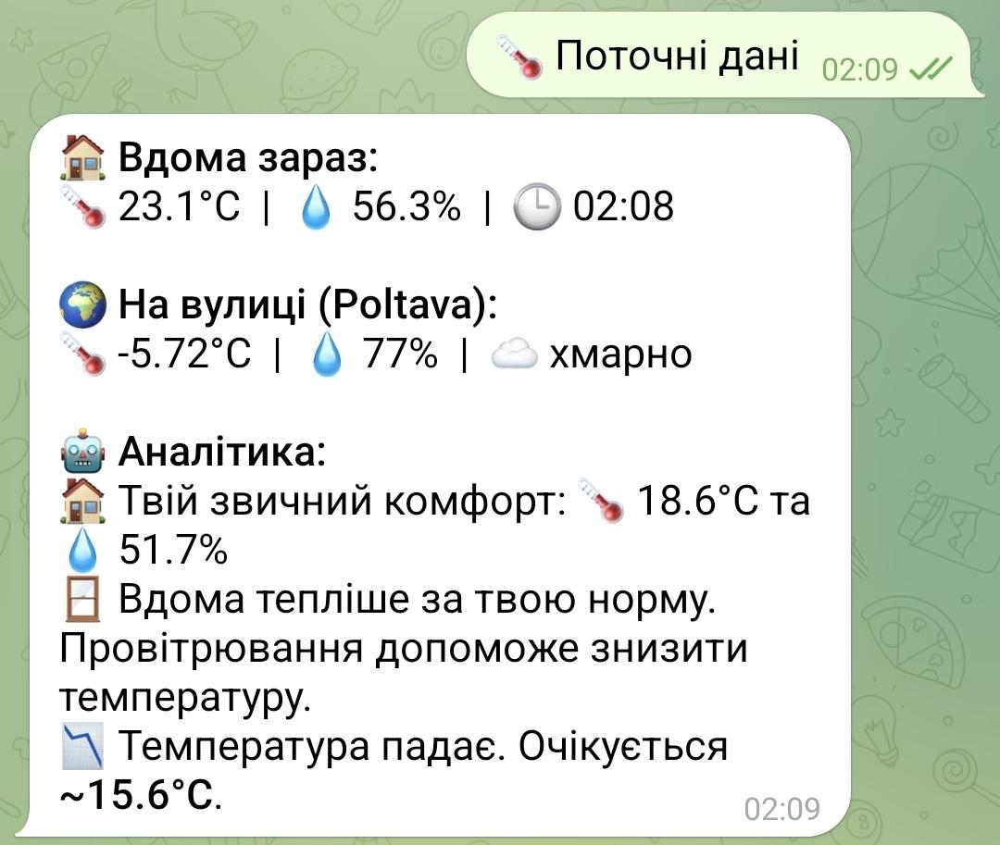 🌡️ Поточні дані 02:09
🏠 Вдома зараз:
🌡️ 23.1°C | 💧 56.3% | 🕒 02:08
🌍 На вулиці (Poltava):
🌡️ -5.72°C | 💧 77% | ☁️ хмарно
🤖 Аналітика:
🏠 Твій звичний комфорт: 🌡️ 18.6°C та
💧 51.7%
🪟 Вдома тепліше за твою норму.
Провітрювання допоможе знизити
температуру.
📉 Температура падає. Очікується
~15.6°C.
02:09